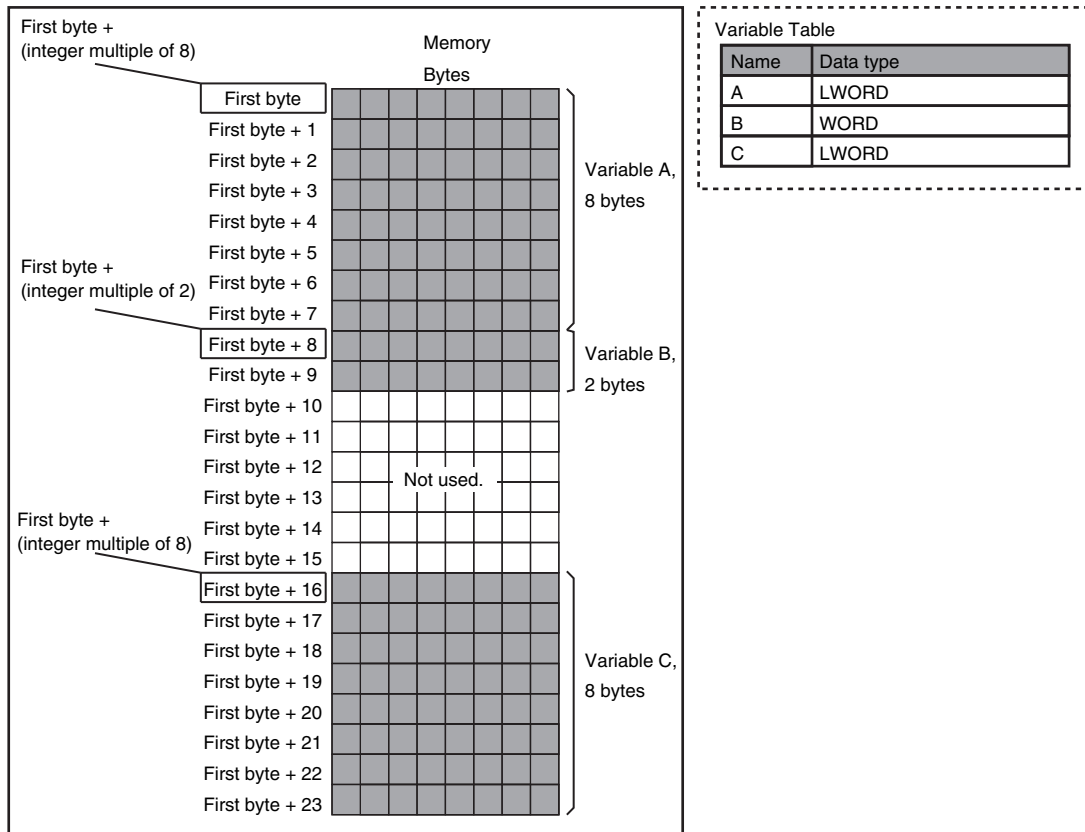 First byte +
(integer multiple of 8)
Memory
Bytes
First byte
First byte + 1
First byte + 2
First byte + 3
First byte + 4
First byte + 5
First byte + 6
First byte + 7
Variable A,
8 bytes
First byte +
(integer multiple of 2)
First byte + 8
First byte + 9
Variable B,
2 bytes
First byte + 10
First byte + 11
First byte + 12
First byte + 13
First byte + 14
First byte + 15
Not used.
First byte +
(integer multiple of 8)
First byte + 16
First byte + 17
First byte + 18
First byte + 19
First byte + 20
First byte + 21
First byte + 22
First byte + 23
Variable C,
8 bytes
Variable Table
Name Data type
A LWORD
B WORD
C LWORD